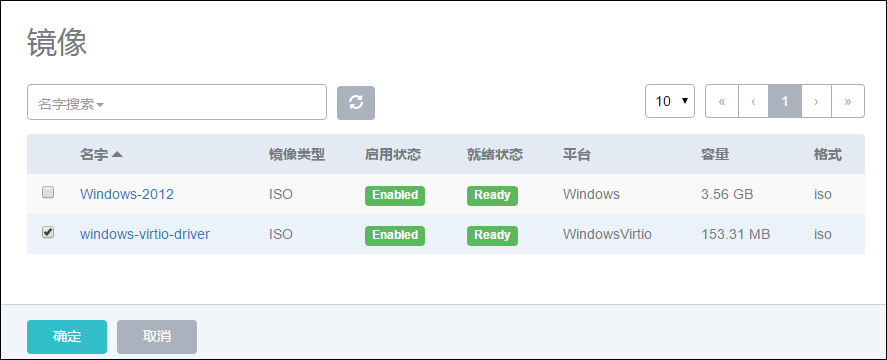 镜像
名字搜索
10 « ‹ 1 › »
名字 镜像类型 启用状态 就绪状态 平台 容量 格式
Windows-2012 ISO Enabled Ready Windows 3.56 GB iso
windows-virtio-driver ISO Enabled Ready WindowsVirtio 153.31 MB iso
确定 取消